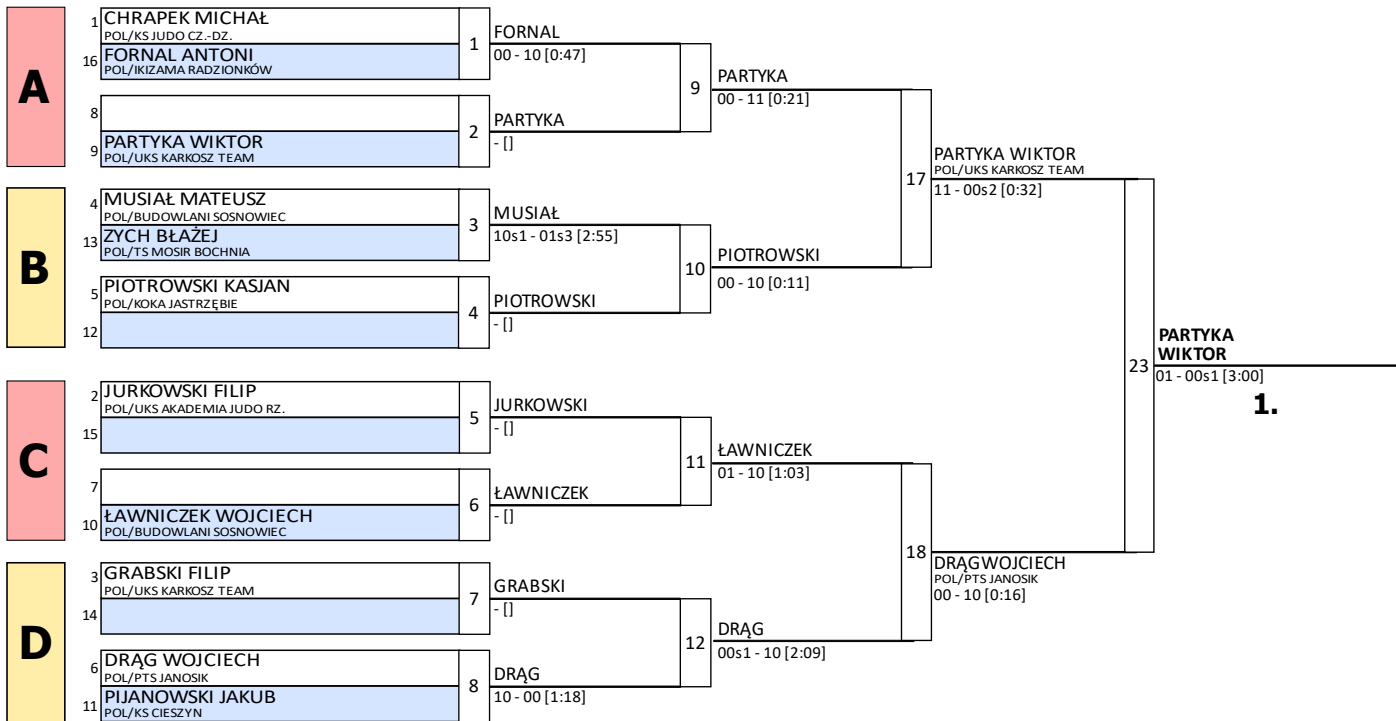 A
1 CHRAPEK MICHAŁ
POL/KS JUDO CZ.-DZ.
16 FORNAL ANTONI
POL/IKIZAMA RADZIONKÓW
1
FORNAL
00 - 10 [0:47]
8
9 PARTYKA WIKTOR
POL/UKS KARKOSZ TEAM
2
PARTYKA
- []
9
PARTYKA
00 - 11 [0:21]
B
4 MUSIAŁ MATEUSZ
POL/BUDOWLANI SOSNOWIEC
13 ZYCH BŁAŻEJ
POL/TS MOSIR BOCHNIA
3
MUSIAŁ
10s1 - 01s3 [2:55]
5 PIOTROWSKI KASJAN
POL/KOKA JASTRZĘBIE
12
4
PIOTROWSKI
- []
10
PIOTROWSKI
00 - 10 [0:11]
17
PARTYKA WIKTOR
POL/UKS KARKOSZ TEAM
11 - 00s2 [0:32]
C
2 JURKOWSKI FILIP
POL/UKS AKADEMIA JUDO RZ.
15
5
JURKOWSKI
- []
7
10 ŁAWNICZEK WOJCIECH
POL/BUDOWLANI SOSNOWIEC
6
ŁAWNICZEK
- []
11
ŁAWNICZEK
01 - 10 [1:03]
D
3 GRABSKI FILIP
POL/UKS KARKOSZ TEAM
14
7
GRABSKI
- []
6 DRĄG WOJCIECH
POL/PTS JANOSIK
11 PIJANOWSKI JAKUB
POL/KS CIESZYN
8
DRĄG
10 - 00 [1:18]
12
DRĄG
00s1 - 10 [2:09]
18
DRĄGWOJCIECH
POL/PTS JANOSIK
00 - 10 [0:16]
23
PARTYKA
WIKTOR
01 - 00s1 [3:00]
1.